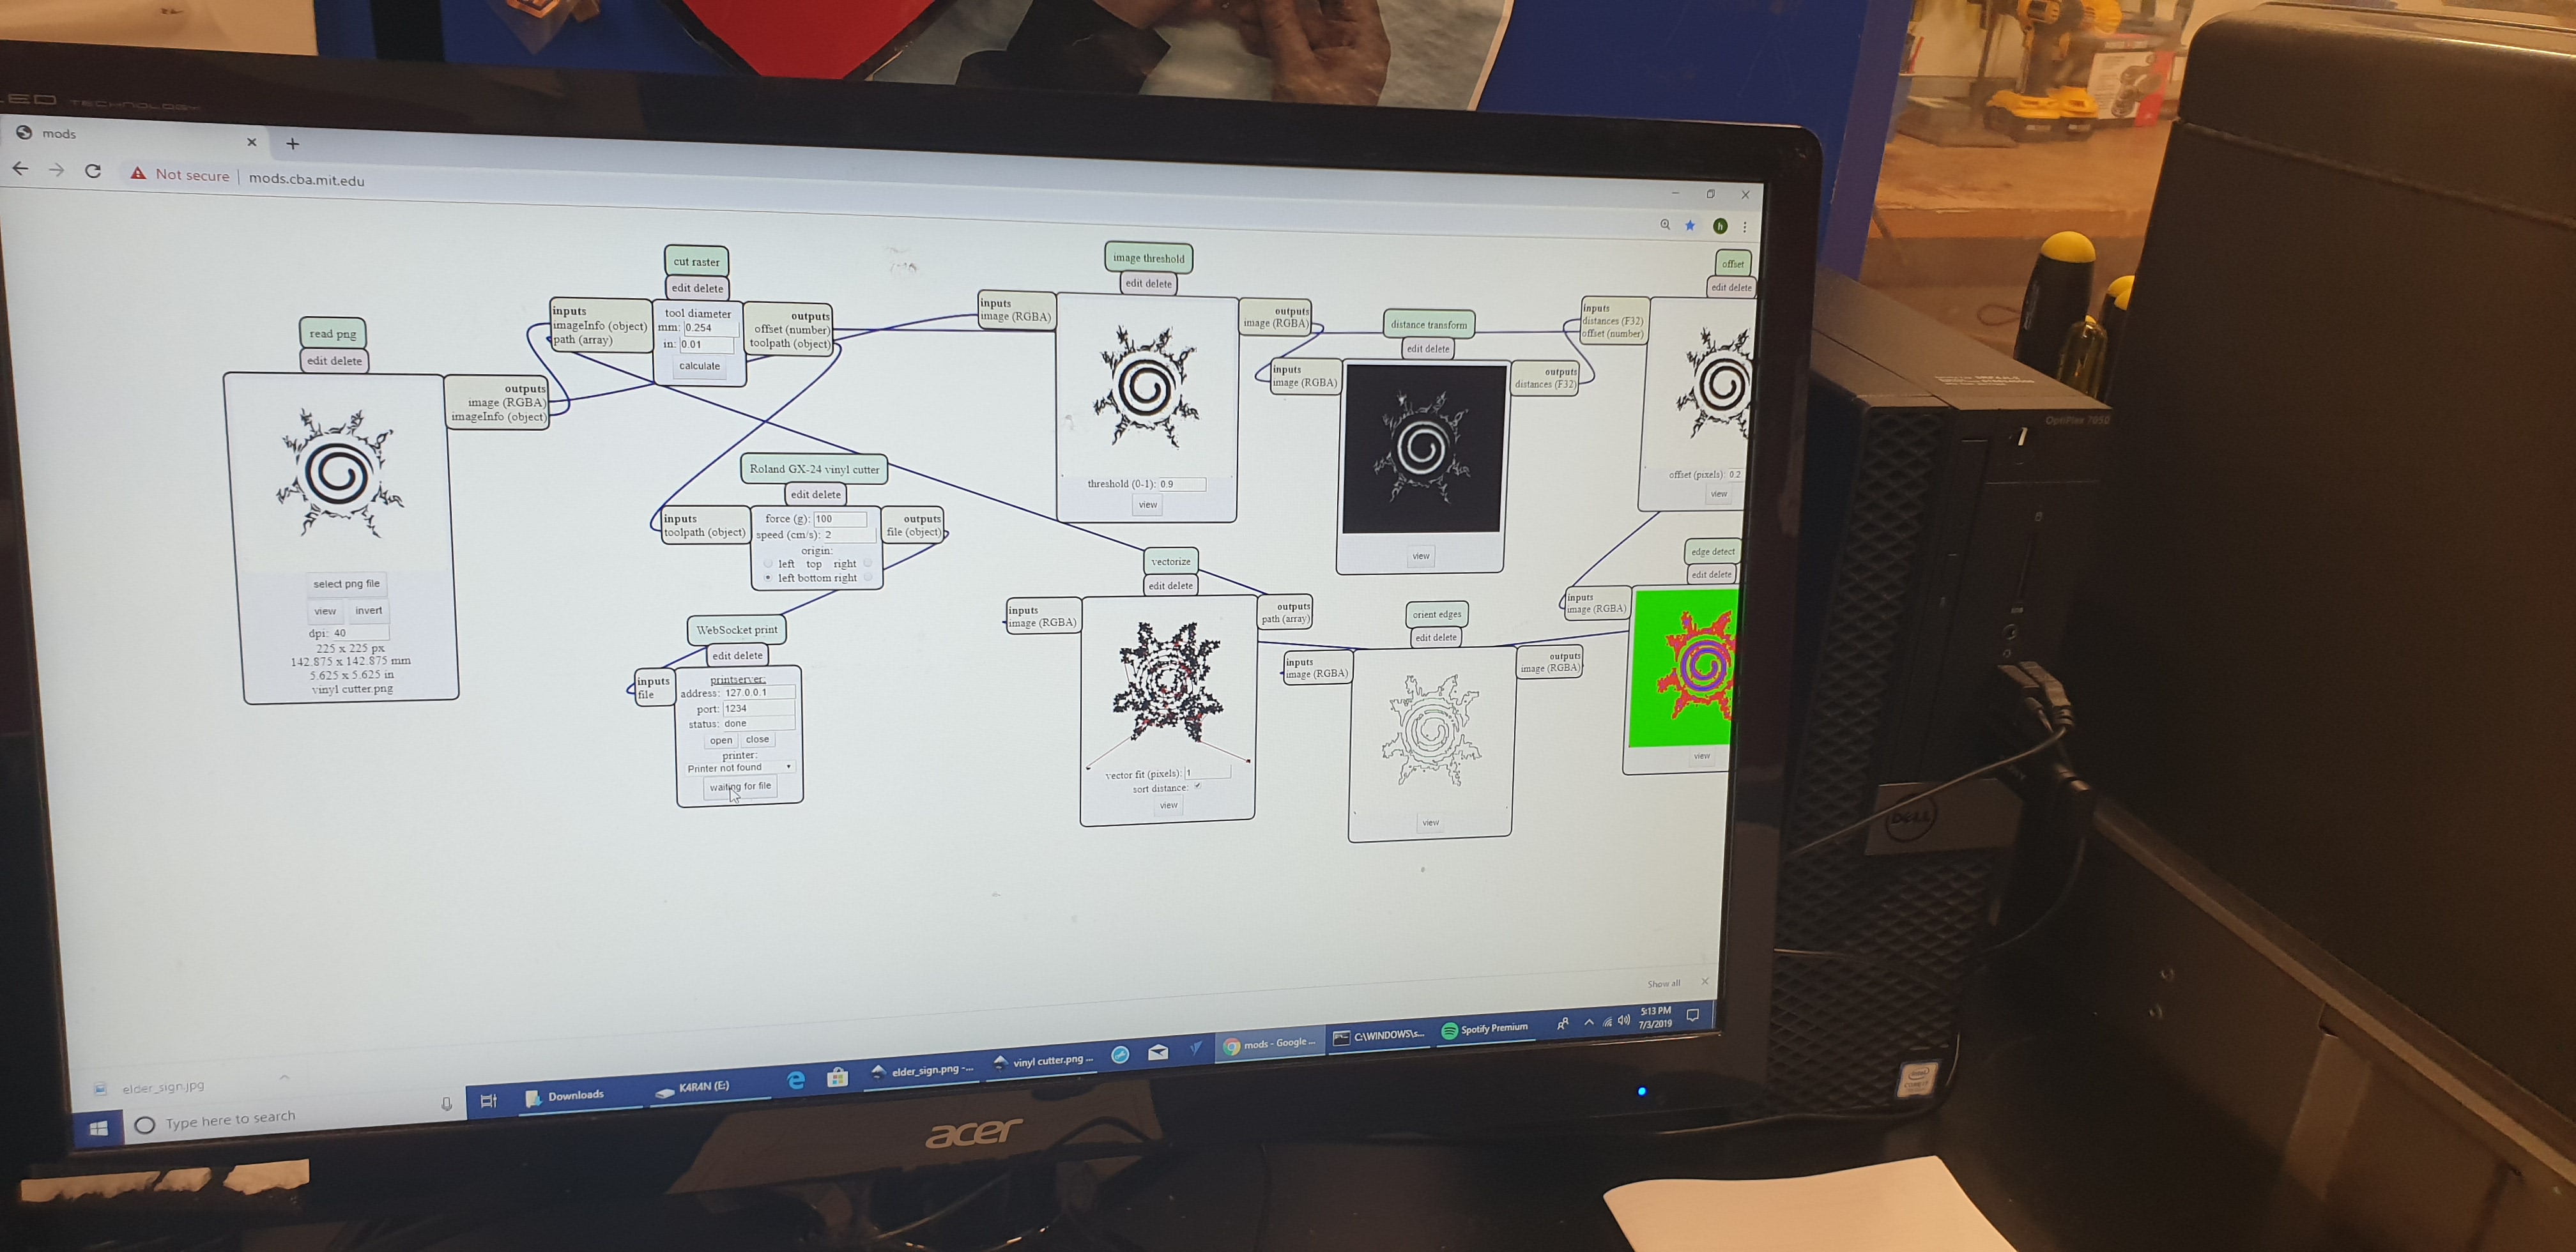 LED TECHNOLOGY
mods
Not secure | mods.cba.mit.edu
read png
edit delete
outputs
image (RGBA)
imageInfo (object)
select png file
view invert
dpi: 40
225 x 225 px
142.875 x 142.875 mm
5.625 x 5.625 in
vinyl cutter.png
cut raster
edit delete
inputs
imageInfo (object)
path (array)
tool diameter
mm: 0.254
in: 0.01
calculate
outputs
offset (number)
toolpath (object)
Roland GX-24 vinyl cutter
edit delete
inputs
toolpath (object)
force (g): 100
speed (cm/s): 2
origin:
left top right
left bottom right
outputs
file (object)
WebSocket print
edit delete
inputs
file
printserver:
address: 127.0.0.1
port: 1234
status: done
open close
printer:
Printer not found
waiting for file
image threshold
edit delete
inputs
image (RGBA)
threshold (0-1): 0.9
view
outputs
image (RGBA)
distance transform
edit delete
inputs
image (RGBA)
view
outputs
distances (F32)
offset
edit delete
inputs
distances (F32)
offset (number)
offset (pixels): 0.2
view
edge detect
edit delete
inputs
image (RGBA)
view
orient edges
edit delete
inputs
image (RGBA)
view
outputs
image (RGBA)
vectorize
edit delete
inputs
image (RGBA)
vector fit (pixels): 1
sort distance:
view
outputs
path (array)
Show all
elder_sign.jpg
Type here to search
Downloads
K4R4N (E:)
elder_sign.png -...
vinyl cutter.png ...
mods - Google ...
C:\WINDOWS\s...
Spotify Premium
5:13 PM
7/3/2019
acer
OptiPlex 7050
DELL